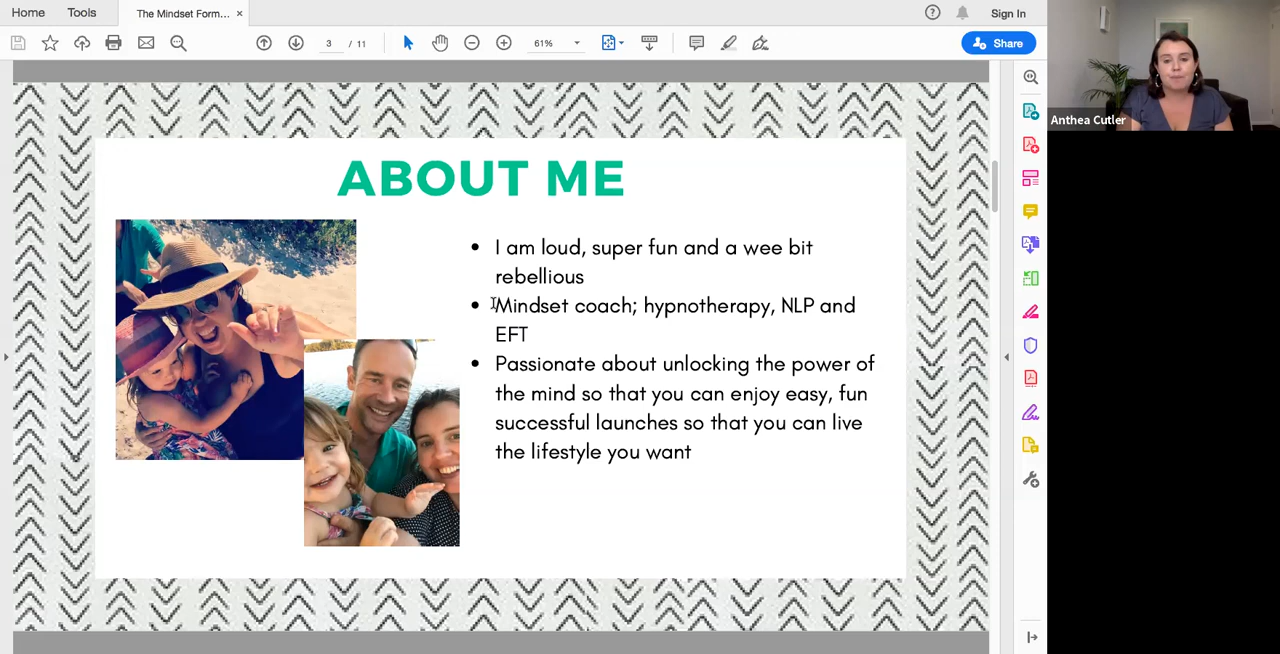 Home Tools The Mindset Form... × Sign In
3 / 11 61% Share
Anthea Cutler
ABOUT ME
• I am loud, super fun and a wee bit
rebellious
• Mindset coach; hypnotherapy, NLP and
EFT
• Passionate about unlocking the power of
the mind so that you can enjoy easy, fun
successful launches so that you can live
the lifestyle you want